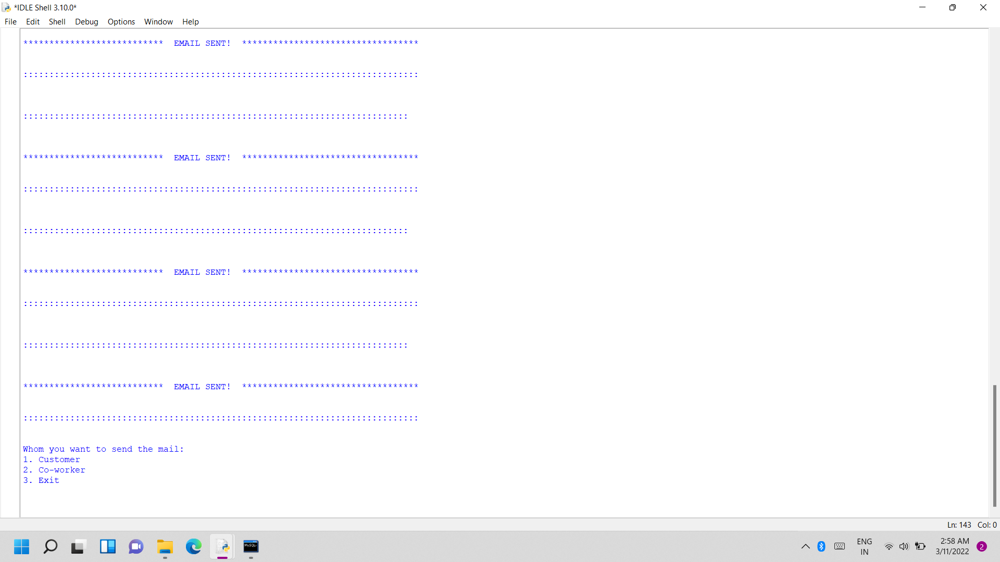 *IDLE Shell 3.10.0*
File Edit Shell Debug Options Window Help
*************************** EMAIL SENT! **********************************
::::::::::::::::::::::::::::::::::::::::::::::::::::::::::::::::::::::::::::
::::::::::::::::::::::::::::::::::::::::::::::::::::::::::::::::::::::::::
*************************** EMAIL SENT! **********************************
::::::::::::::::::::::::::::::::::::::::::::::::::::::::::::::::::::::::::::
::::::::::::::::::::::::::::::::::::::::::::::::::::::::::::::::::::::::::
*************************** EMAIL SENT! **********************************
::::::::::::::::::::::::::::::::::::::::::::::::::::::::::::::::::::::::::::
::::::::::::::::::::::::::::::::::::::::::::::::::::::::::::::::::::::::::
*************************** EMAIL SENT! **********************************
::::::::::::::::::::::::::::::::::::::::::::::::::::::::::::::::::::::::::::
Whom you want to send the mail:
1. Customer
2. Co-worker
3. Exit
Ln: 143 Col: 0
MySQL
ENG
IN
2:58 AM
3/11/2022
2